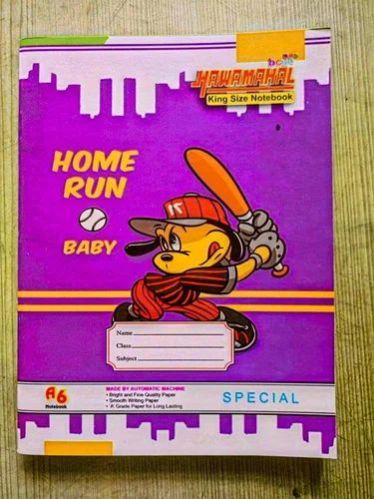 HAWAMAHAL
King Size Notebook
HOME
RUN
BABY
17
Name
Class
Subject
A6
Notebook
MADE BY AUTOMATIC MACHINE
• Bright and Fine Quality Paper
• Smooth Writing Paper
• 'A' Grade Paper for Long Lasting
SPECIAL